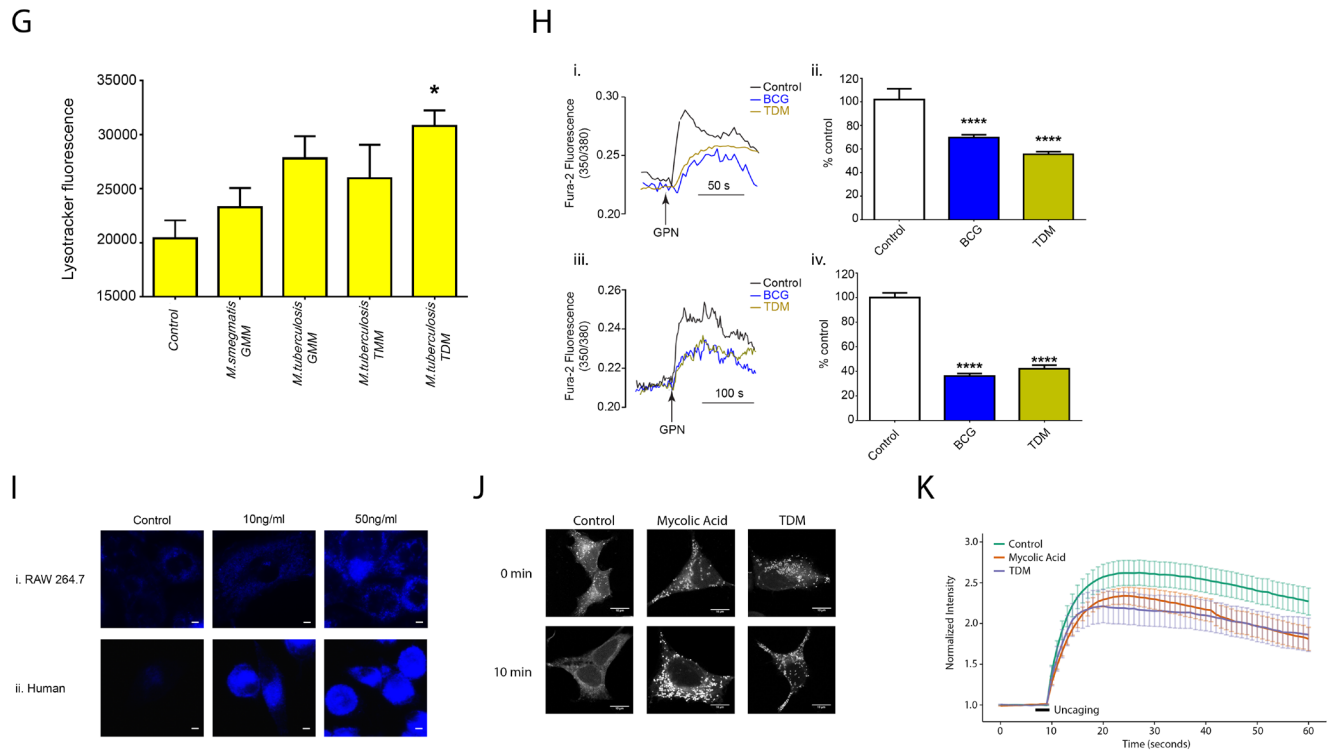 G
Lysotracker fluorescence
35000
30000
25000
20000
15000
*
Control
M.smegmatis
GMM
M.tuberculosis
GMM
M.tuberculosis
TMM
M.tuberculosis
TDM
H
i.
Fura-2 Fluorescence
(350/380)
0.30
0.25
0.20
Control
BCG
TDM
50 s
GPN
ii.
% control
120
100
80
60
40
20
0
****
****
Control
BCG
TDM
iii.
Fura-2 Fluorescence
(350/380)
0.26
0.24
0.22
0.20
Control
BCG
TDM
100 s
GPN
iv.
% control
120
100
80
60
40
20
0
****
****
Control
BCG
TDM
I
Control 10ng/ml 50ng/ml
i. RAW 264.7
ii. Human
J
Control Mycolic Acid TDM
0 min
10 min
K
Normalized Intensity
3.0
2.5
2.0
1.5
1.0
Control
Mycolic Acid
TDM
Uncaging
0 10 20 30 40 50 60
Time (seconds)